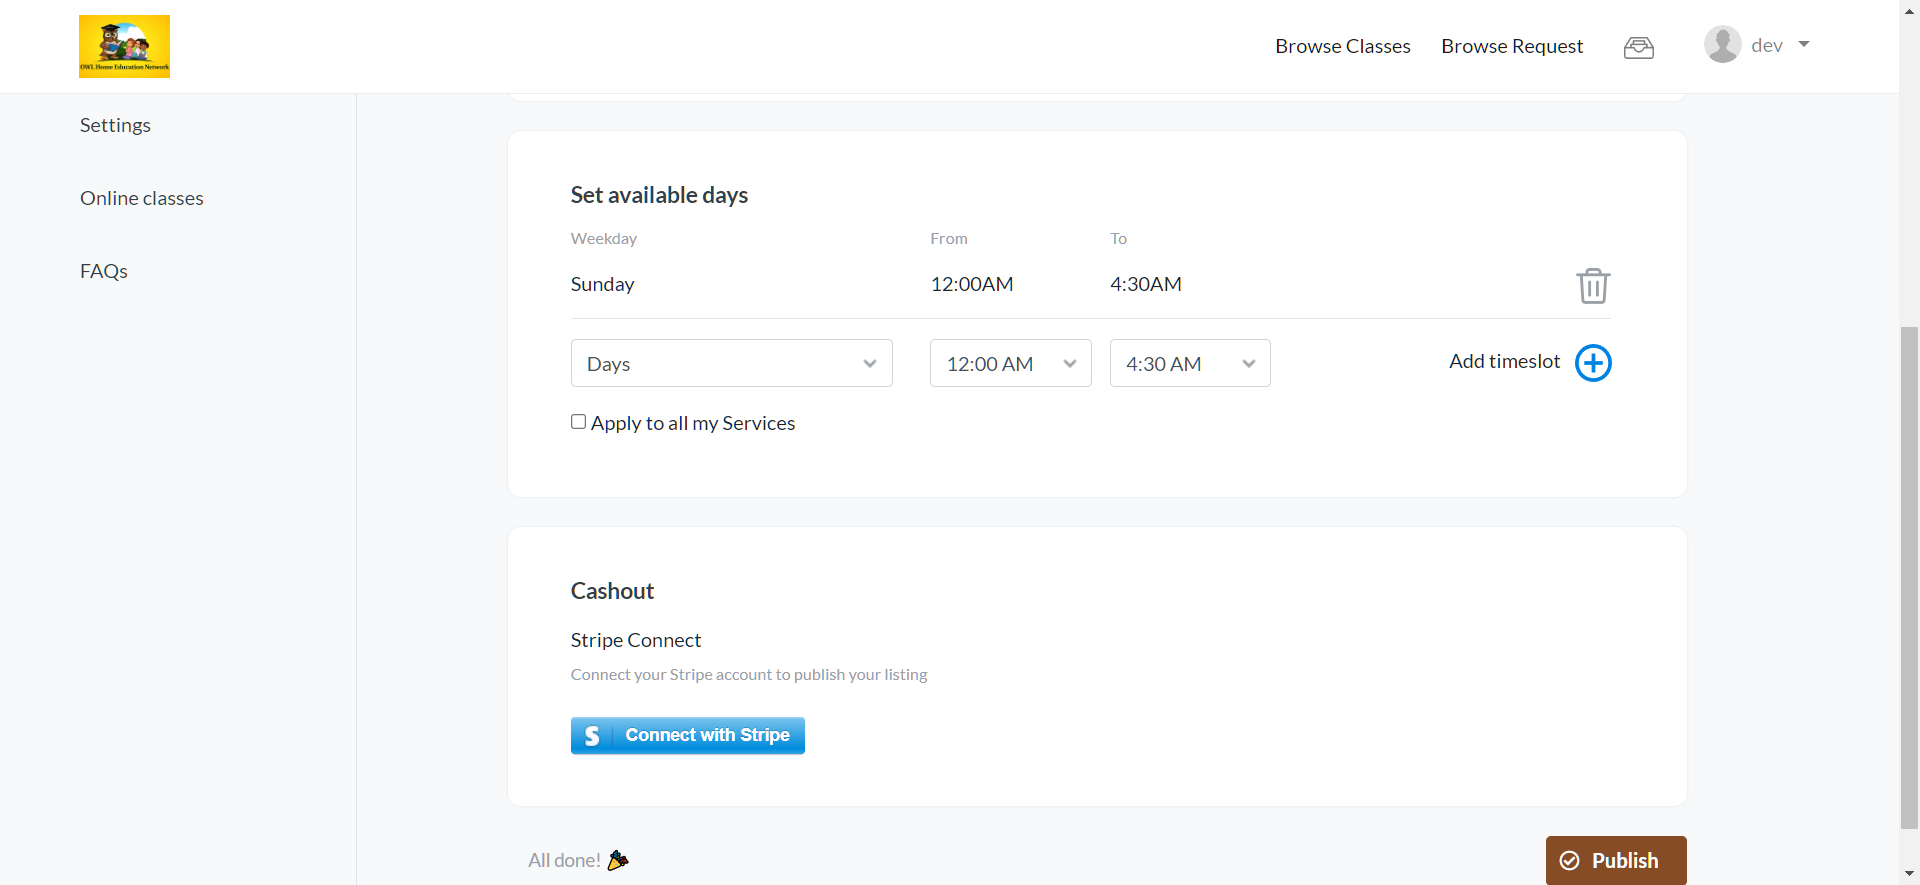 OWL Home Education Network
Browse Classes
Browse Request
dev
Settings
Online classes
FAQs
Set available days
Weekday From To
Sunday 12:00AM 4:30AM
Days 12:00 AM 4:30 AM Add timeslot
Apply to all my Services
Cashout
Stripe Connect
Connect your Stripe account to publish your listing
S Connect with Stripe
All done!
Publish